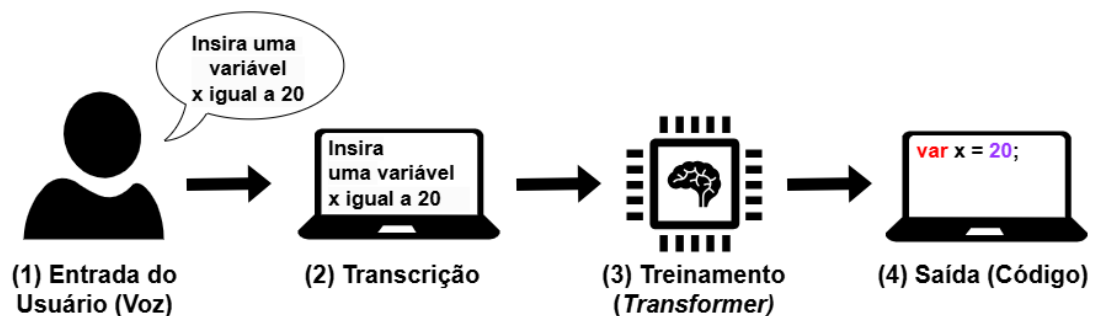 Insira uma
variável
x igual a 20
Insira
uma variável
x igual a 20
var x = 20;
(1) Entrada do
Usuário (Voz)
(2) Transcrição
(3) Treinamento
(Transformer)
(4) Saída (Código)